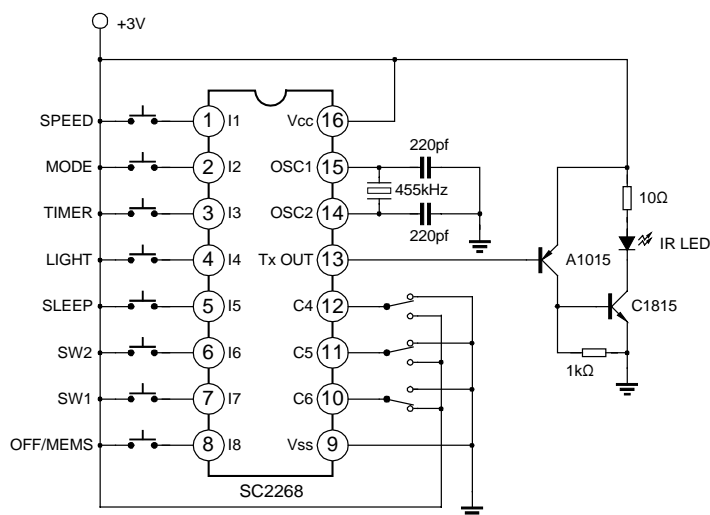 +3V
SPEED 1 I1 Vcc 16
220pf
MODE 2 I2 OSC1 15
455kHz
10Ω
TIMER 3 I3 OSC2 14
220pf
IR LED
LIGHT 4 I4 Tx OUT 13 A1015
SLEEP 5 I5 C4 12 C1815
SW2 6 I6 C5 11
1kΩ
SW1 7 I7 C6 10
OFF/MEMS 8 I8 Vss 9
SC2268